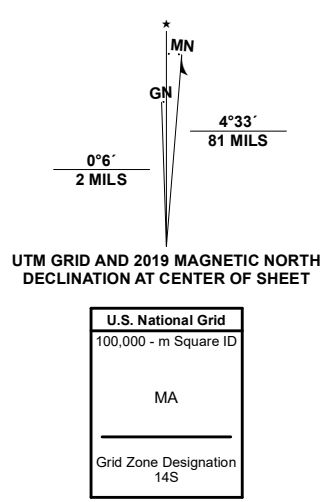 ★
MN
GN
4°33´
81 MILS
0°6´
2 MILS
UTM GRID AND 2019 MAGNETIC NORTH
DECLINATION AT CENTER OF SHEET
U.S. National Grid
100,000 - m Square ID
MA
Grid Zone Designation
14S